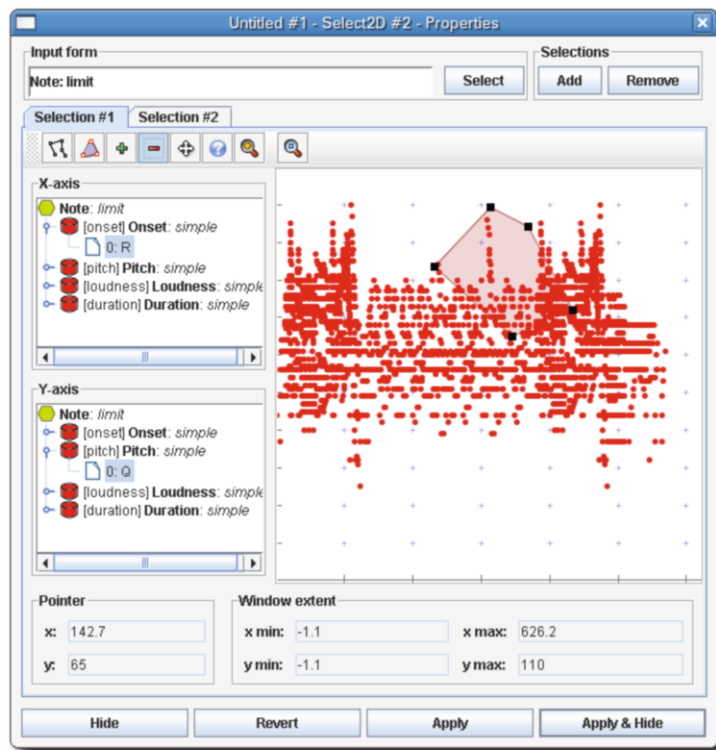 Untitled #1 - Select2D #2 - Properties
Input form
Selections
Note: limit
Select
Add
Remove
Selection #1
Selection #2
X-axis
Note: limit
[onset] Onset: simple
0: R
[pitch] Pitch: simple
[loudness] Loudness: simple
[duration] Duration: simple
Y-axis
Note: limit
[onset] Onset: simple
[pitch] Pitch: simple
0: Q
[loudness] Loudness: simple
[duration] Duration: simple
Pointer
x: 142.7
y: 65
Window extent
x min: -1.1
x max: 626.2
y min: -1.1
y max: 110
Hide
Revert
Apply
Apply & Hide